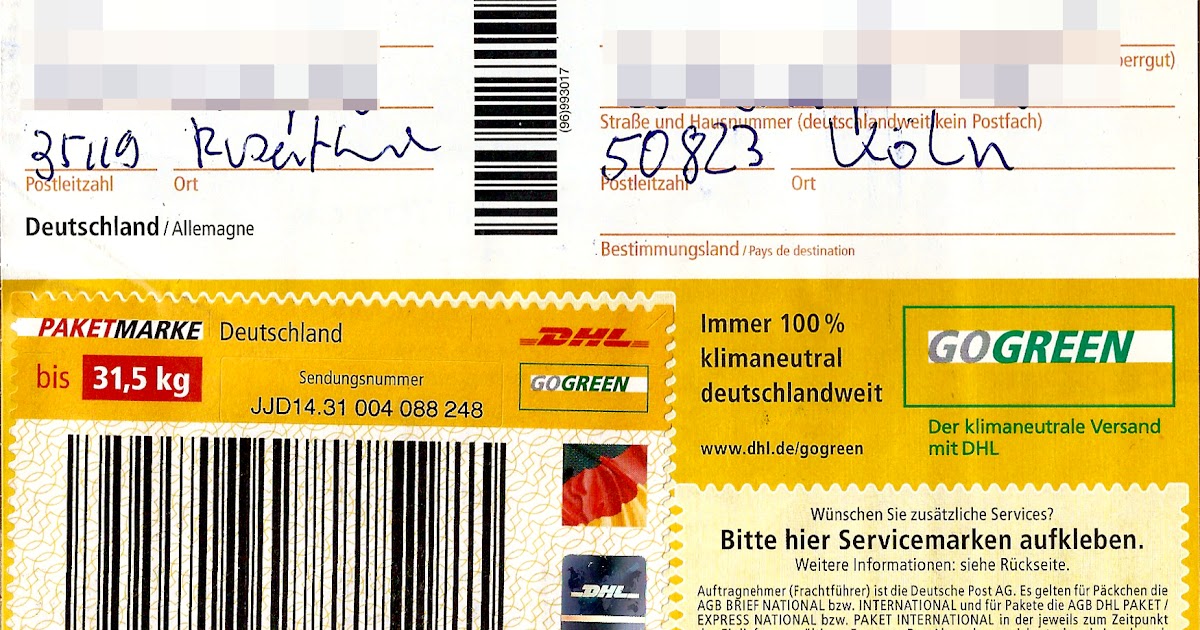 (96)993017
perrgut)
Straße und Hausnummer (deutschlandweit kein Postfach)
35119
50823 Köln
Postleitzahl Ort
Postleitzahl Ort
Deutschland / Allemagne
Bestimmungsland / Pays de destination
PAKETMARKE Deutschland
DHL
bis 31,5 kg
Sendungsnummer
JJD14.31 004 088 248
GOGREEN
DHL
Immer 100 %
klimaneutral
deutschlandweit
www.dhl.de/gogreen
GOGREEN
Der klimaneutrale Versand
mit DHL
Wünschen Sie zusätzliche Services?
Bitte hier Servicemarken aufkleben.
Weitere Informationen: siehe Rückseite.
Auftragnehmer (Frachtführer) ist die Deutsche Post AG. Es gelten für Päckchen die
AGB BRIEF NATIONAL bzw. INTERNATIONAL und für Pakete die AGB DHL PAKET /
EXPRESS NATIONAL bzw. PAKET INTERNATIONAL in der jeweils zum Zeitpunkt